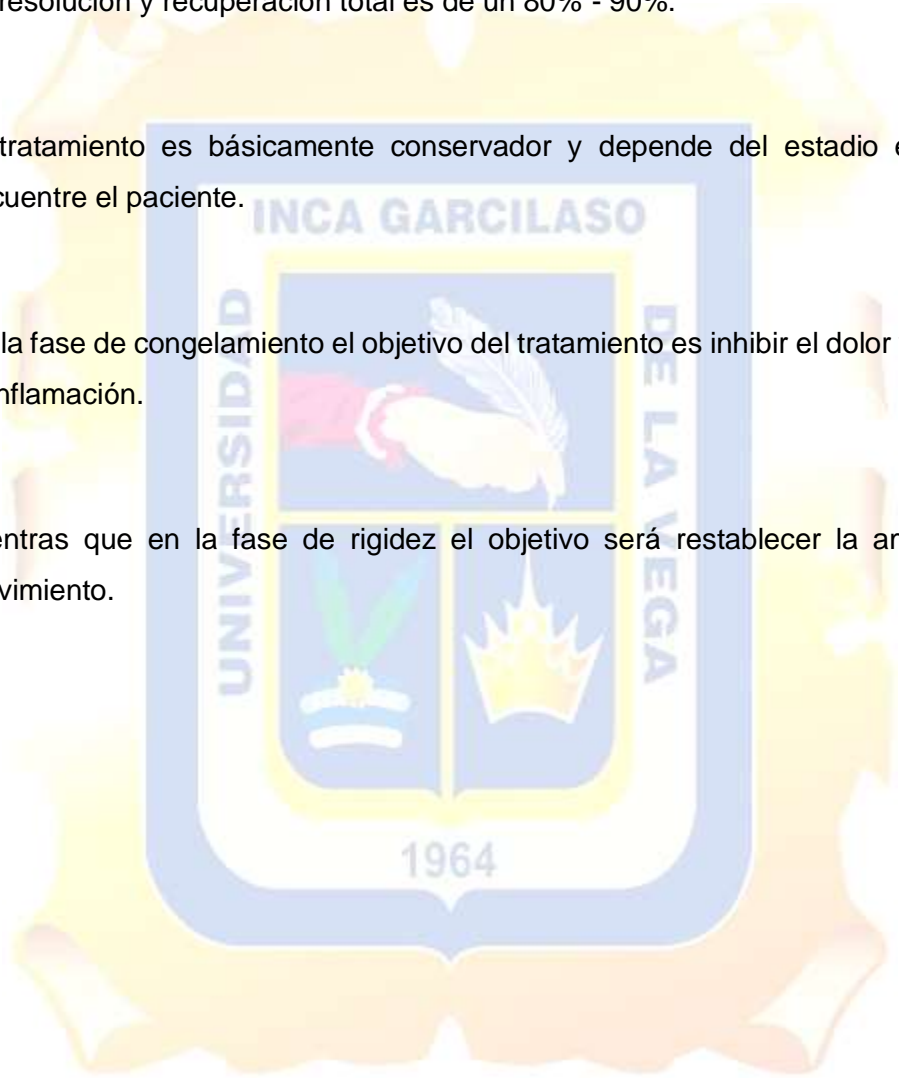 resolución y recuperación total es de un 80% - 90%.
tratamiento es básicamente conservador y depende del estadio
cuentre el paciente.
INCA GARCILASO
UNIVERSIDAD
DE LA VEGA
la fase de congelamiento el objetivo del tratamiento es inhibir el dolor
nflamación.
entras que en la fase de rigidez el objetivo será restablecer la
vimiento.
1964